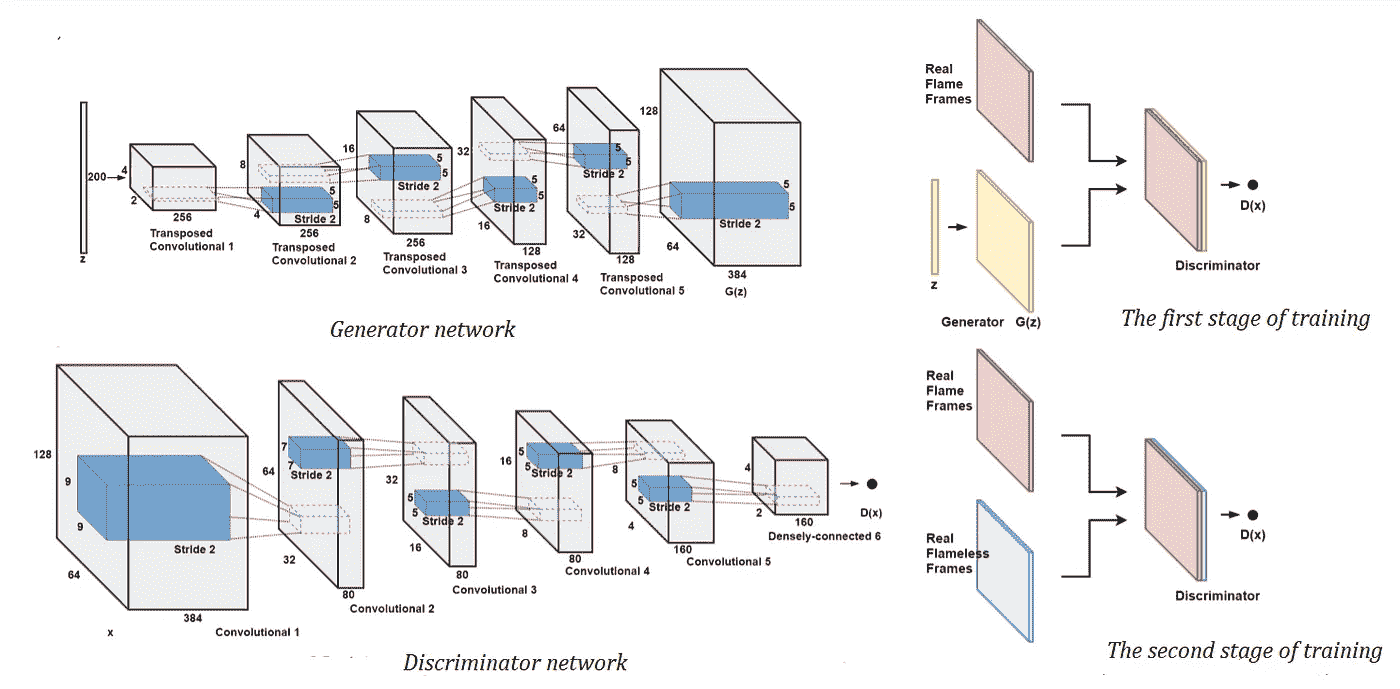 200
z
4
2
256
Transposed
Convolutional 1
8
4
5
5
Stride 2
256
Transposed
Convolutional 2
16
8
5
5
Stride 2
256
Transposed
Convolutional 3
32
16
5
5
Stride 2
128
Transposed
Convolutional 4
64
32
5
5
Stride 2
128
Transposed
Convolutional 5
128
64
5
5
Stride 2
384
G(z)
Generator network
Real
Flame
Frames
z
Generator G(z)
D(x)
Discriminator
The first stage of training
128
9
9
Stride 2
64
384
x
Convolutional 1
64
7
7
Stride 2
32
80
Convolutional 2
32
5
5
Stride 2
16
80
Convolutional 3
16
5
5
Stride 2
8
80
Convolutional 4
8
5
5
Stride 2
4
160
Convolutional 5
4
2
160
Densely-connected 6
D(x)
Discriminator network
Real
Flame
Frames
Real
Flameless
Frames
D(x)
Discriminator
The second stage of training